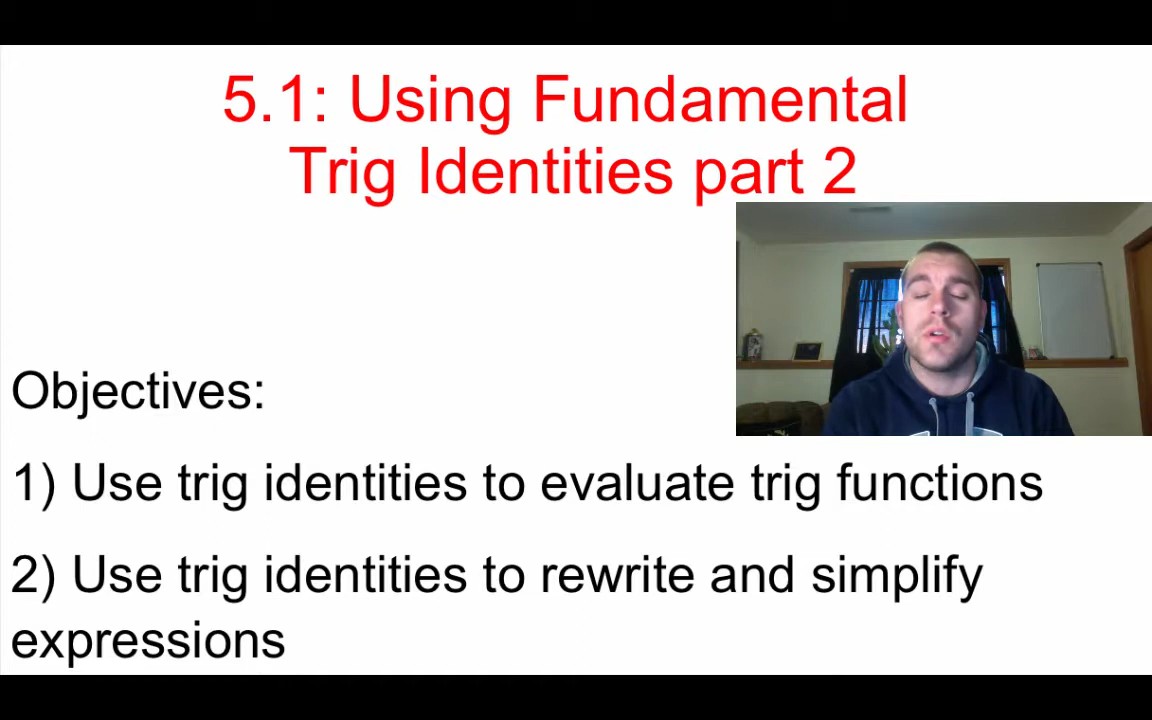 5.1: Using Fundamental
Trig Identities part 2
Objectives:
1) Use trig identities to evaluate trig functions
2) Use trig identities to rewrite and simplify
expressions